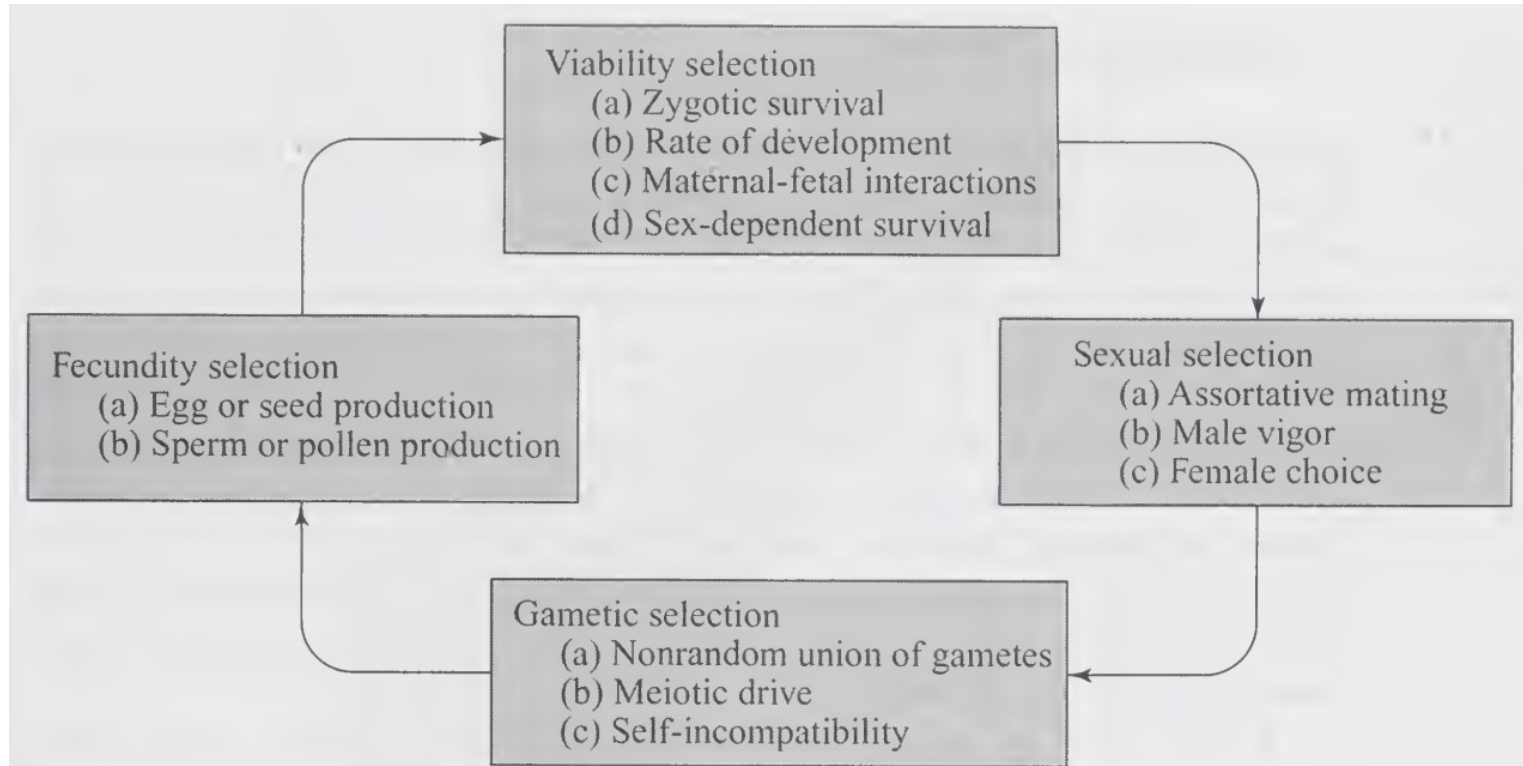 Viability selection
(a) Zygotic survival
(b) Rate of development
(c) Maternal-fetal interactions
(d) Sex-dependent survival
Fecundity selection
(a) Egg or seed production
(b) Sperm or pollen production
Sexual selection
(a) Assortative mating
(b) Male vigor
(c) Female choice
Gametic selection
(a) Nonrandom union of gametes
(b) Meiotic drive
(c) Self-incompatibility